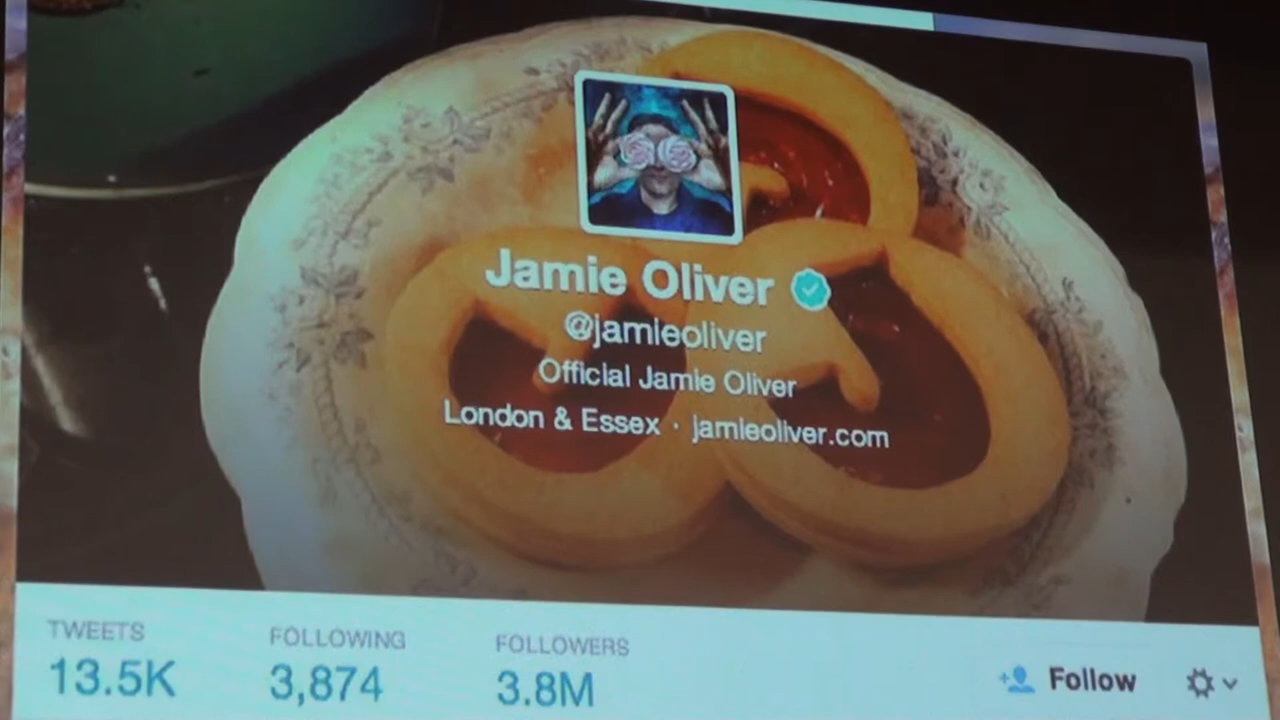 Jamie Oliver
@jamieoliver
Official Jamie Oliver
London & Essex · jamieoliver.com
TWEETS FOLLOWING FOLLOWERS
13.5K 3,874 3.8M Follow